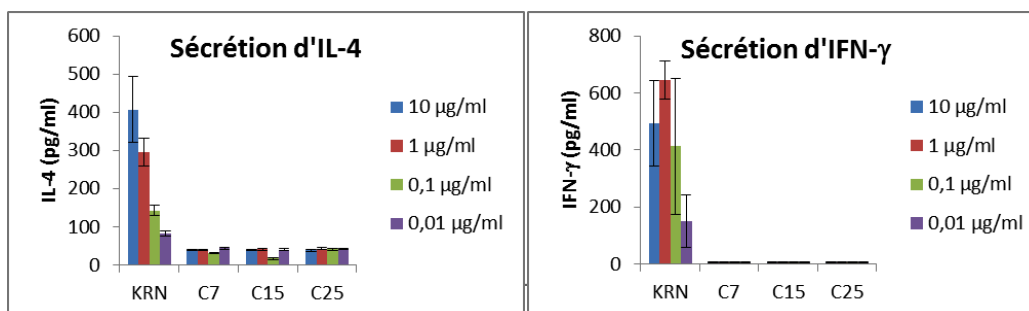 Sécrétion d'IL-4
IL-4 (pg/ml)
600
500
400
300
200
100
0
KRN C7 C15 C25
10 µg/ml
1 µg/ml
0,1 µg/ml
0,01 µg/ml
Sécrétion d'IFN-γ
IFN-γ (pg/ml)
800
600
400
200
0
KRN C7 C15 C25
10 µg/ml
1 µg/ml
0,1 µg/ml
0,01 µg/ml